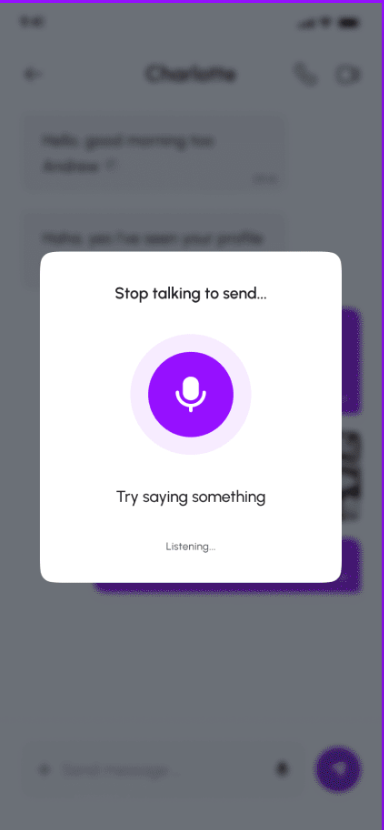 9:41
Charlotte
Hello, good morning too
Andrew
Haha, yes I've seen your profile
Stop talking to send...
Try saying something
Listening...
Send message...